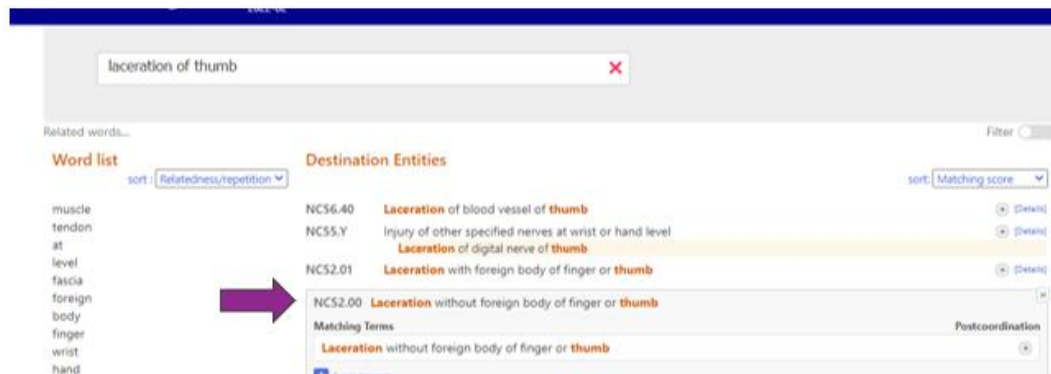 laceration of thumb
Related words...
Filter
Word list
sort : Relatedness/repetition
Destination Entities
sort: Matching score
muscle
tendon
at
level
fascia
foreign
body
finger
wrist
hand
NC56.40 Laceration of blood vessel of thumb [Details]
NC55.Y Injury of other specified nerves at wrist or hand level [Details]
Laceration of digital nerve of thumb
NC52.01 Laceration with foreign body of finger or thumb [Details]
NC52.00 Laceration without foreign body of finger or thumb
Matching Terms Postcoordination
Laceration without foreign body of finger or thumb